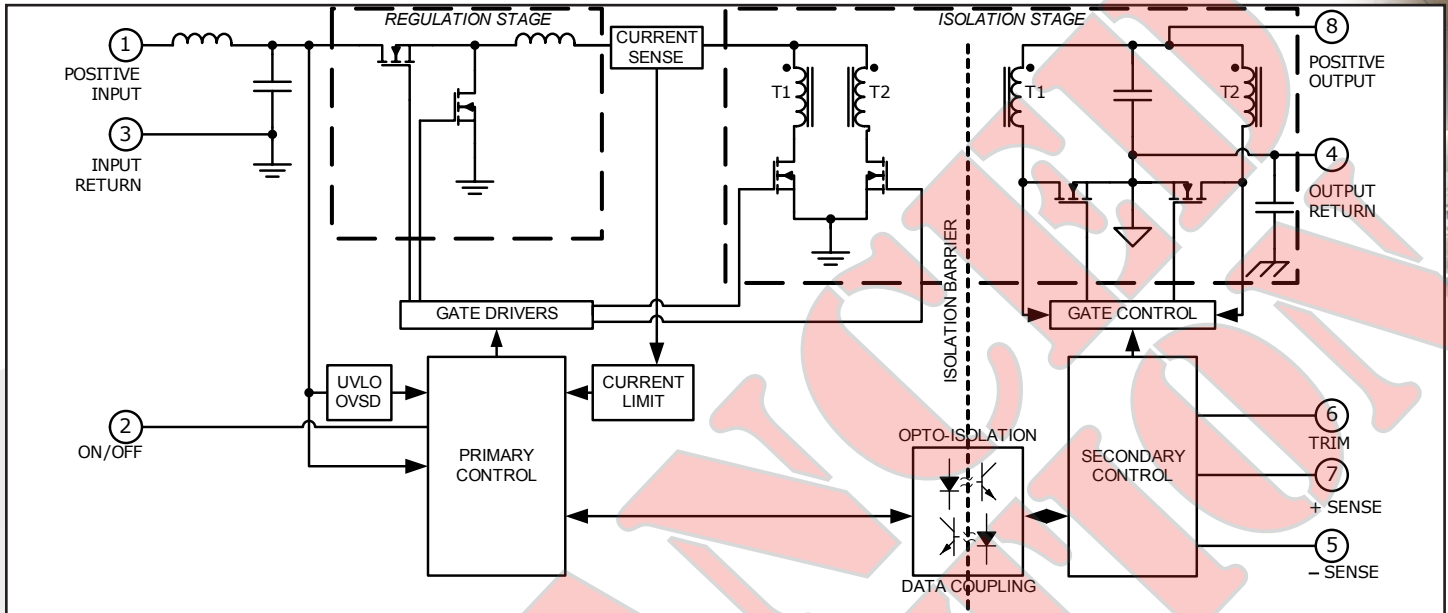 REGULATION STAGE
ISOLATION STAGE
1
POSITIVE
INPUT
3
INPUT
RETURN
CURRENT
SENSE
T1
T2
T1
T2
8
POSITIVE
OUTPUT
4
OUTPUT
RETURN
ISOLATION BARRIER
GATE DRIVERS
GATE CONTROL
UVLO
OVSD
CURRENT
LIMIT
2
ON/OFF
PRIMARY
CONTROL
OPTO-ISOLATION
DATA COUPLING
SECONDARY
CONTROL
6
TRIM
7
+ SENSE
5
– SENSE